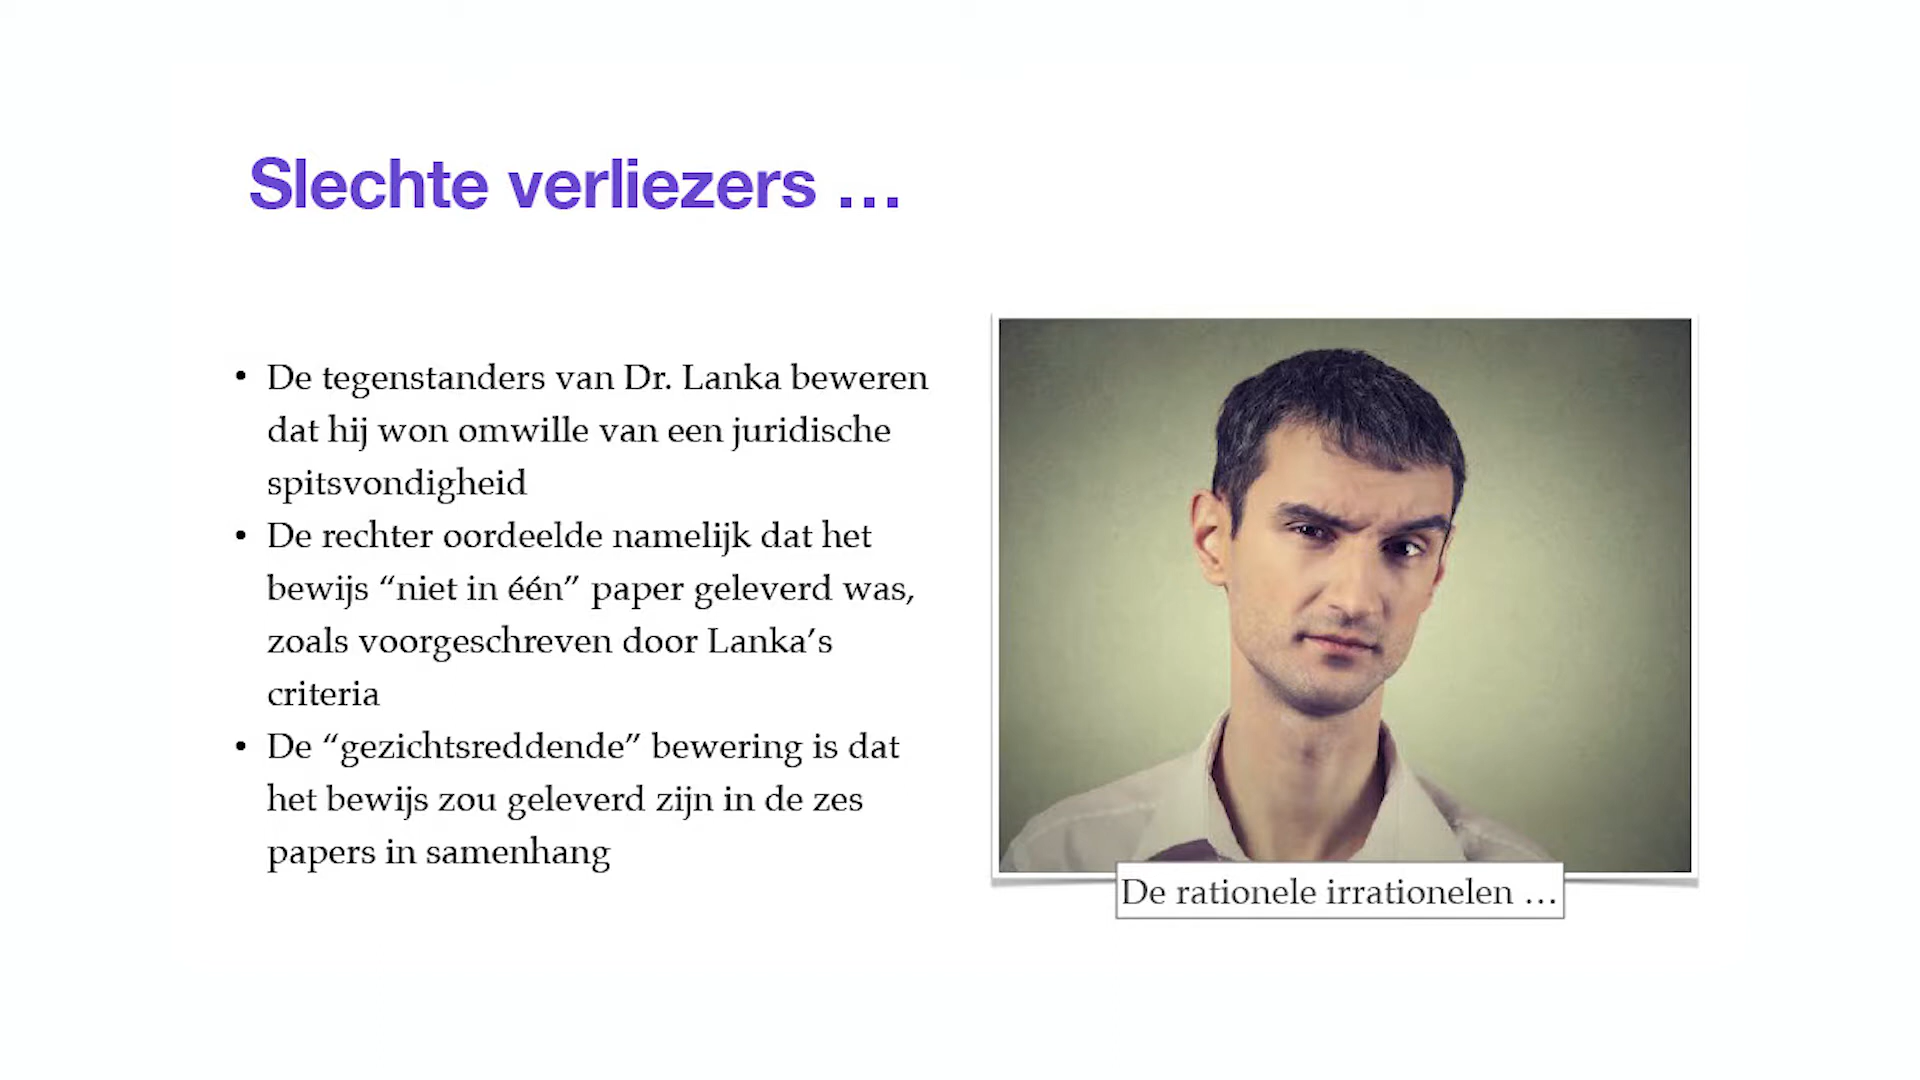 Slechte verliezers …
• De tegenstanders van Dr. Lanka beweren
dat hij won omwille van een juridische
spitsvondigheid
• De rechter oordeelde namelijk dat het
bewijs “niet in één” paper geleverd was,
zoals voorgeschreven door Lanka’s
criteria
• De “gezichtsreddende” bewering is dat
het bewijs zou geleverd zijn in de zes
papers in samenhang
De rationele irrationelen …